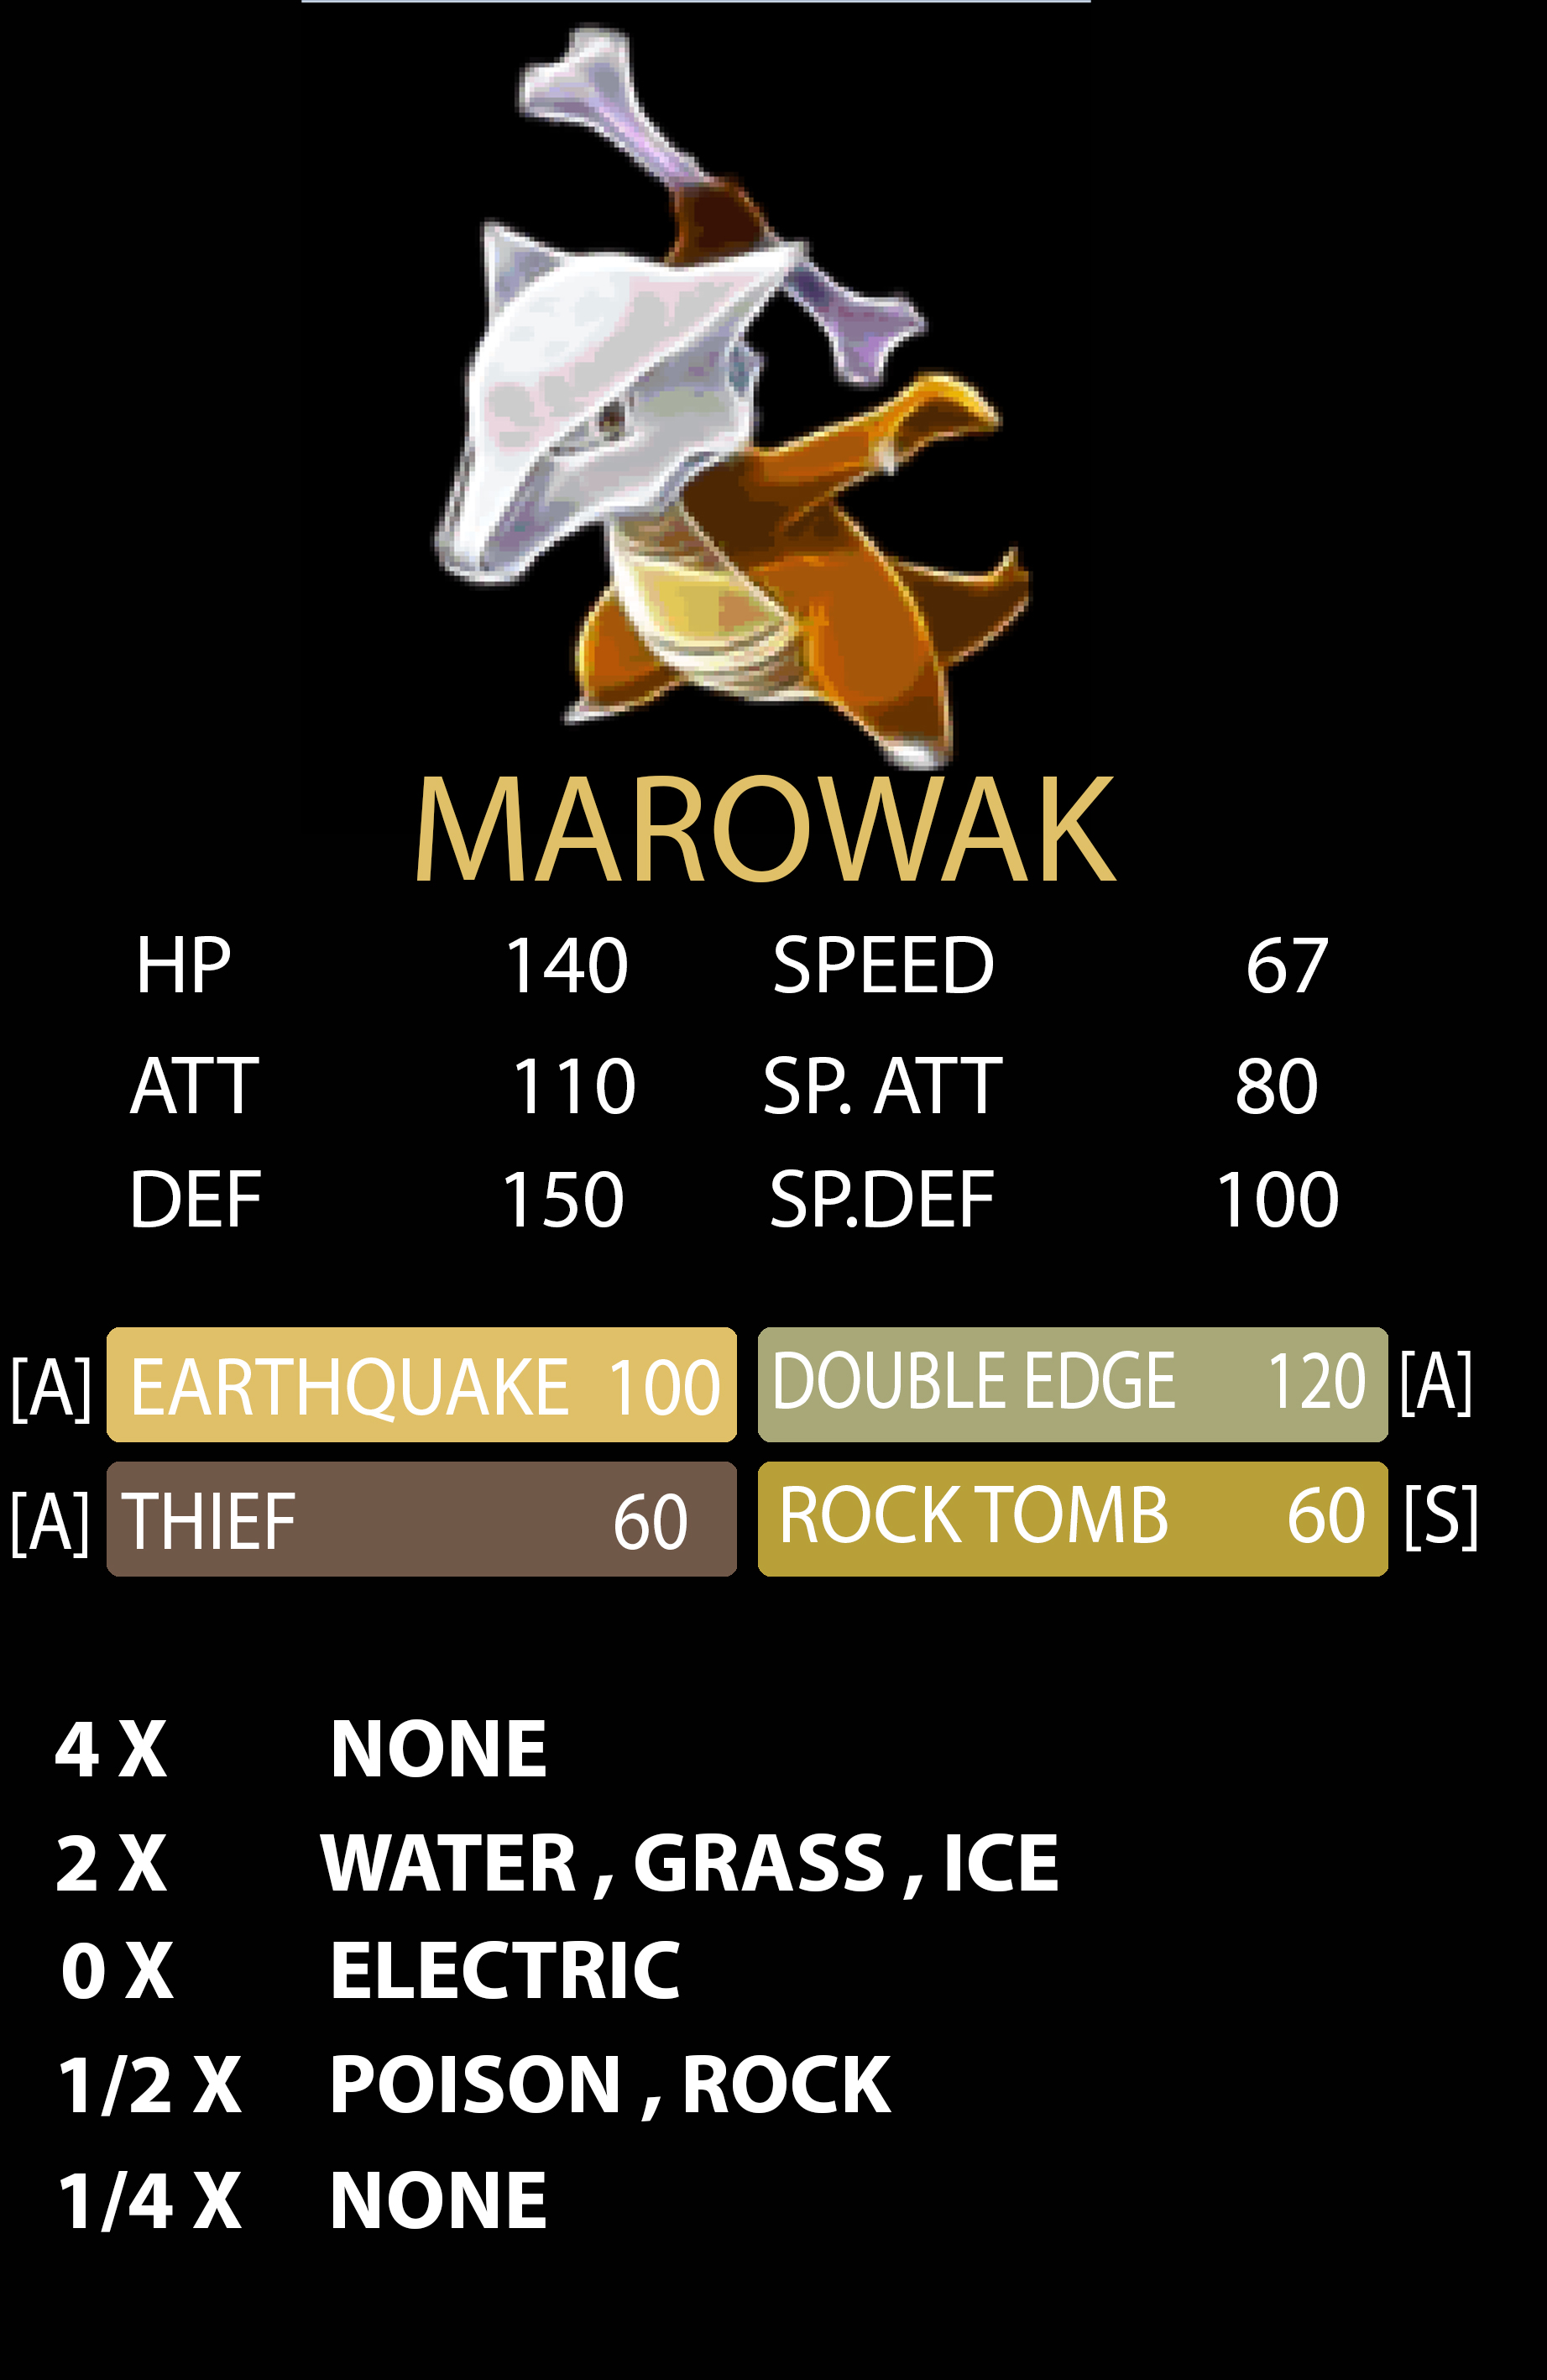 MAROWAK
HP 140 SPEED 67
ATT 110 SP. ATT 80
DEF 150 SP.DEF 100
[A] EARTHQUAKE 100 DOUBLE EDGE 120 [A]
[A] THIEF 60 ROCK TOMB 60 [S]
4 X NONE
2 X WATER , GRASS , ICE
0 X ELECTRIC
1/2 X POISON , ROCK
1/4 X NONE